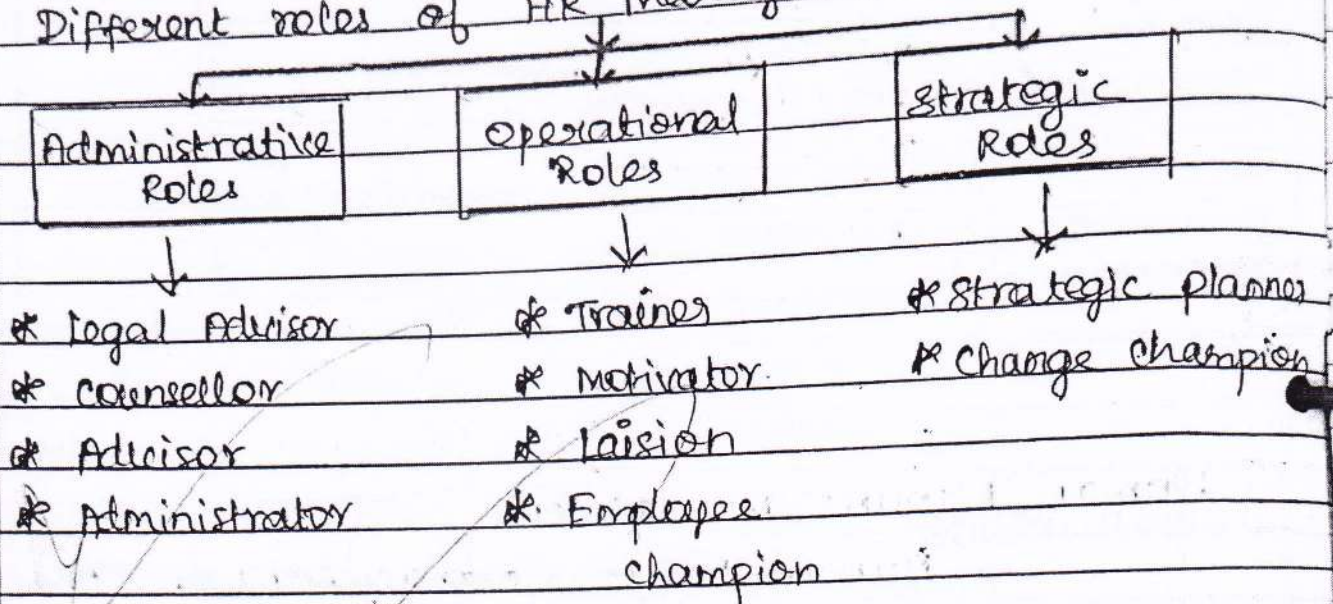 Different roles of HR
Administrative Operational Strategic
Roles Roles Roles
* Legal Advisor * Trainer * Strategic planner
* Counsellor * Motivator. * Change Champion
* Advisor * Laision
* Administrator * Employee
champion